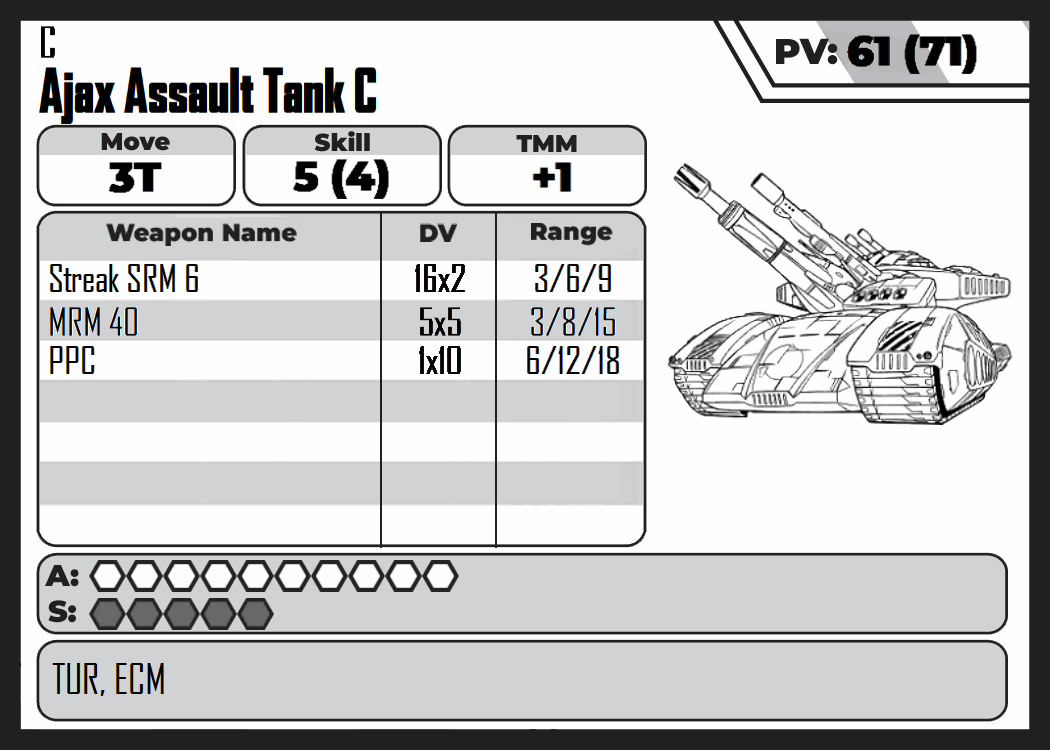 C
Ajax Assault Tank C
PV: 61 (71)
Move
3T
Skill
5 (4)
TMM
+1
Weapon Name DV Range
Streak SRM 6 16x2 3/6/9
MRM 40 5x5 3/8/15
PPC 1x10 6/12/18
A:
S:
TUR, ECM